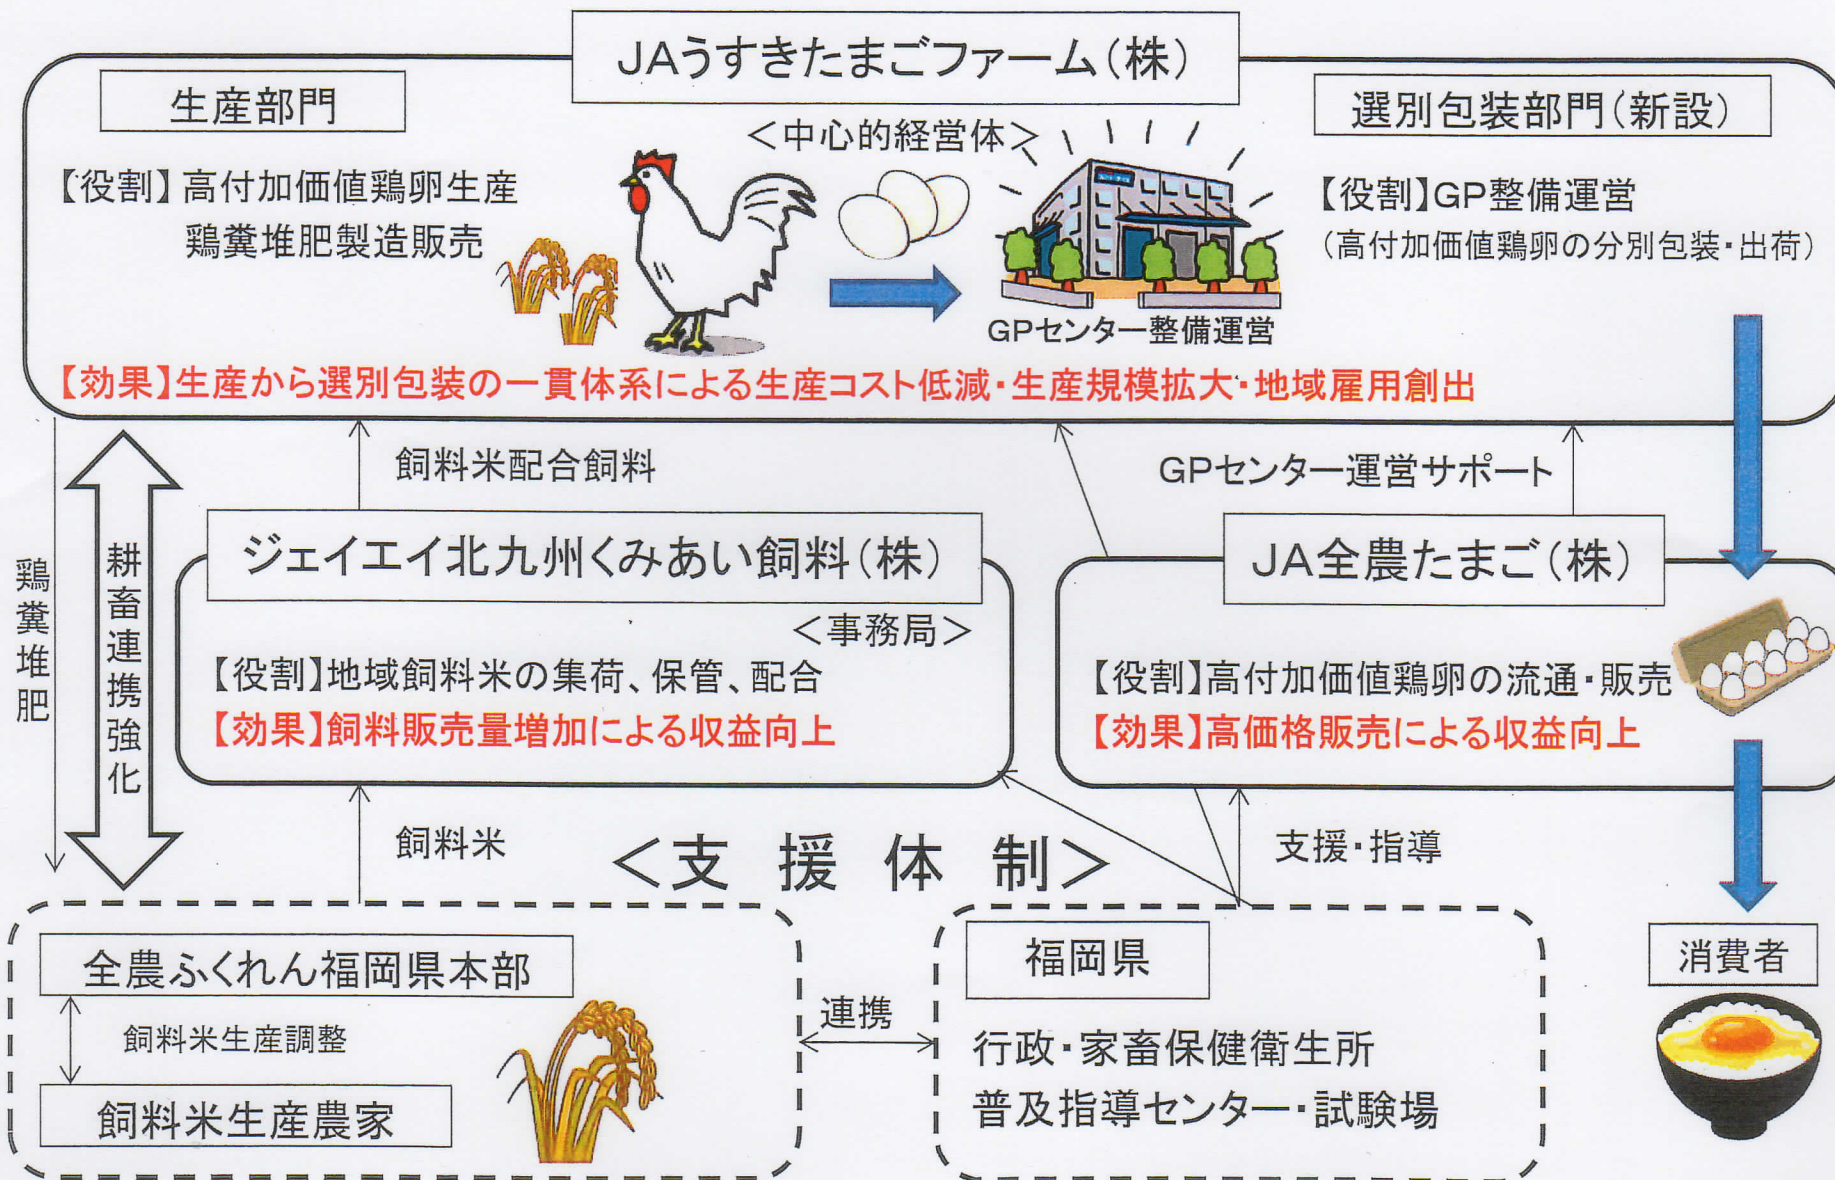 JAうすきたまごファーム(株)
生産部門
<中心的経営体>
選別包装部門(新設)
【役割】高付加価値鶏卵生産
鶏糞堆肥製造販売
【役割】GP整備運営
(高付加価値鶏卵の分別包装・出荷)
GPセンター整備運営
【効果】生産から選別包装の一貫体系による生産コスト低減・生産規模拡大・地域雇用創出
鶏糞堆肥
耕畜連携強化
飼料米配合飼料
GPセンター運営サポート
ジェイエイ北九州くみあい飼料(株)
<事務局>
【役割】地域飼料米の集荷、保管、配合
【効果】飼料販売量増加による収益向上
JA全農たまご(株)
【役割】高付加価値鶏卵の流通・販売
【効果】高価格販売による収益向上
飼料米
<支援体制>
支援・指導
全農ふくれん福岡県本部
飼料米生産調整
飼料米生産農家
連携
福岡県
行政・家畜保健衛生所
普及指導センター・試験場
消費者